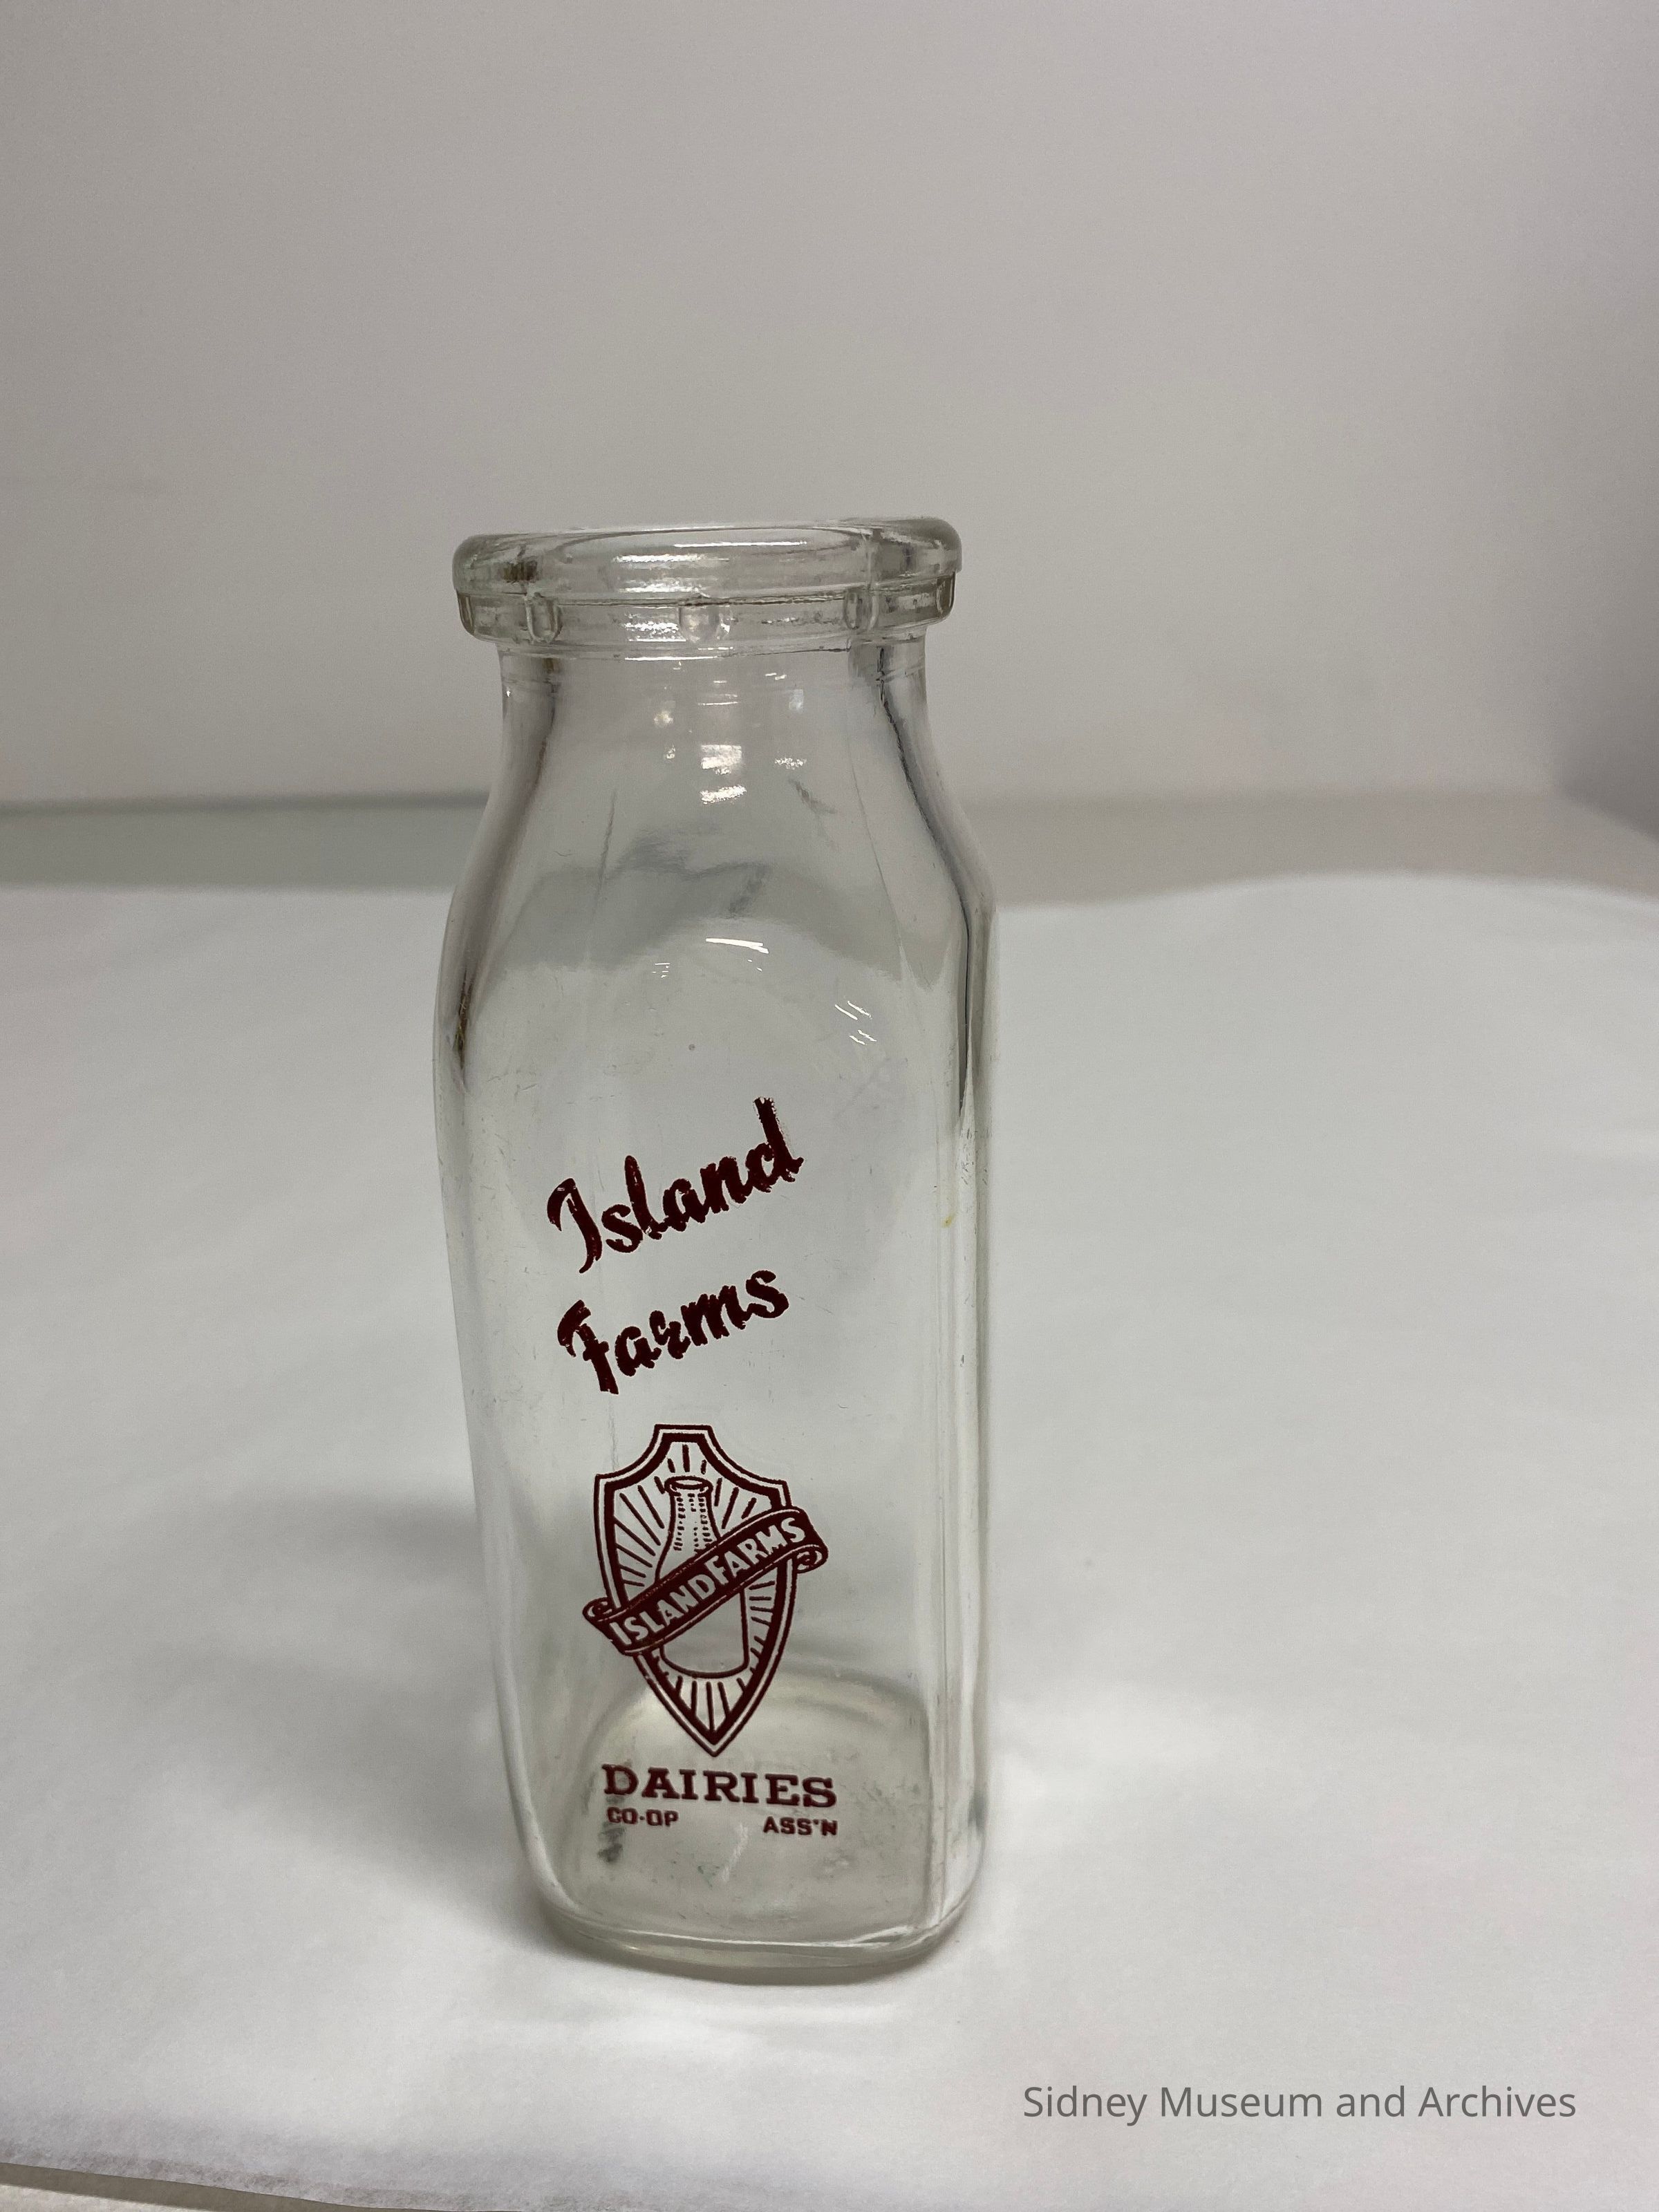 Island
Farms
ISLAND FARMS
DAIRIES
CO-OP ASS'N
Sidney Museum and Archives